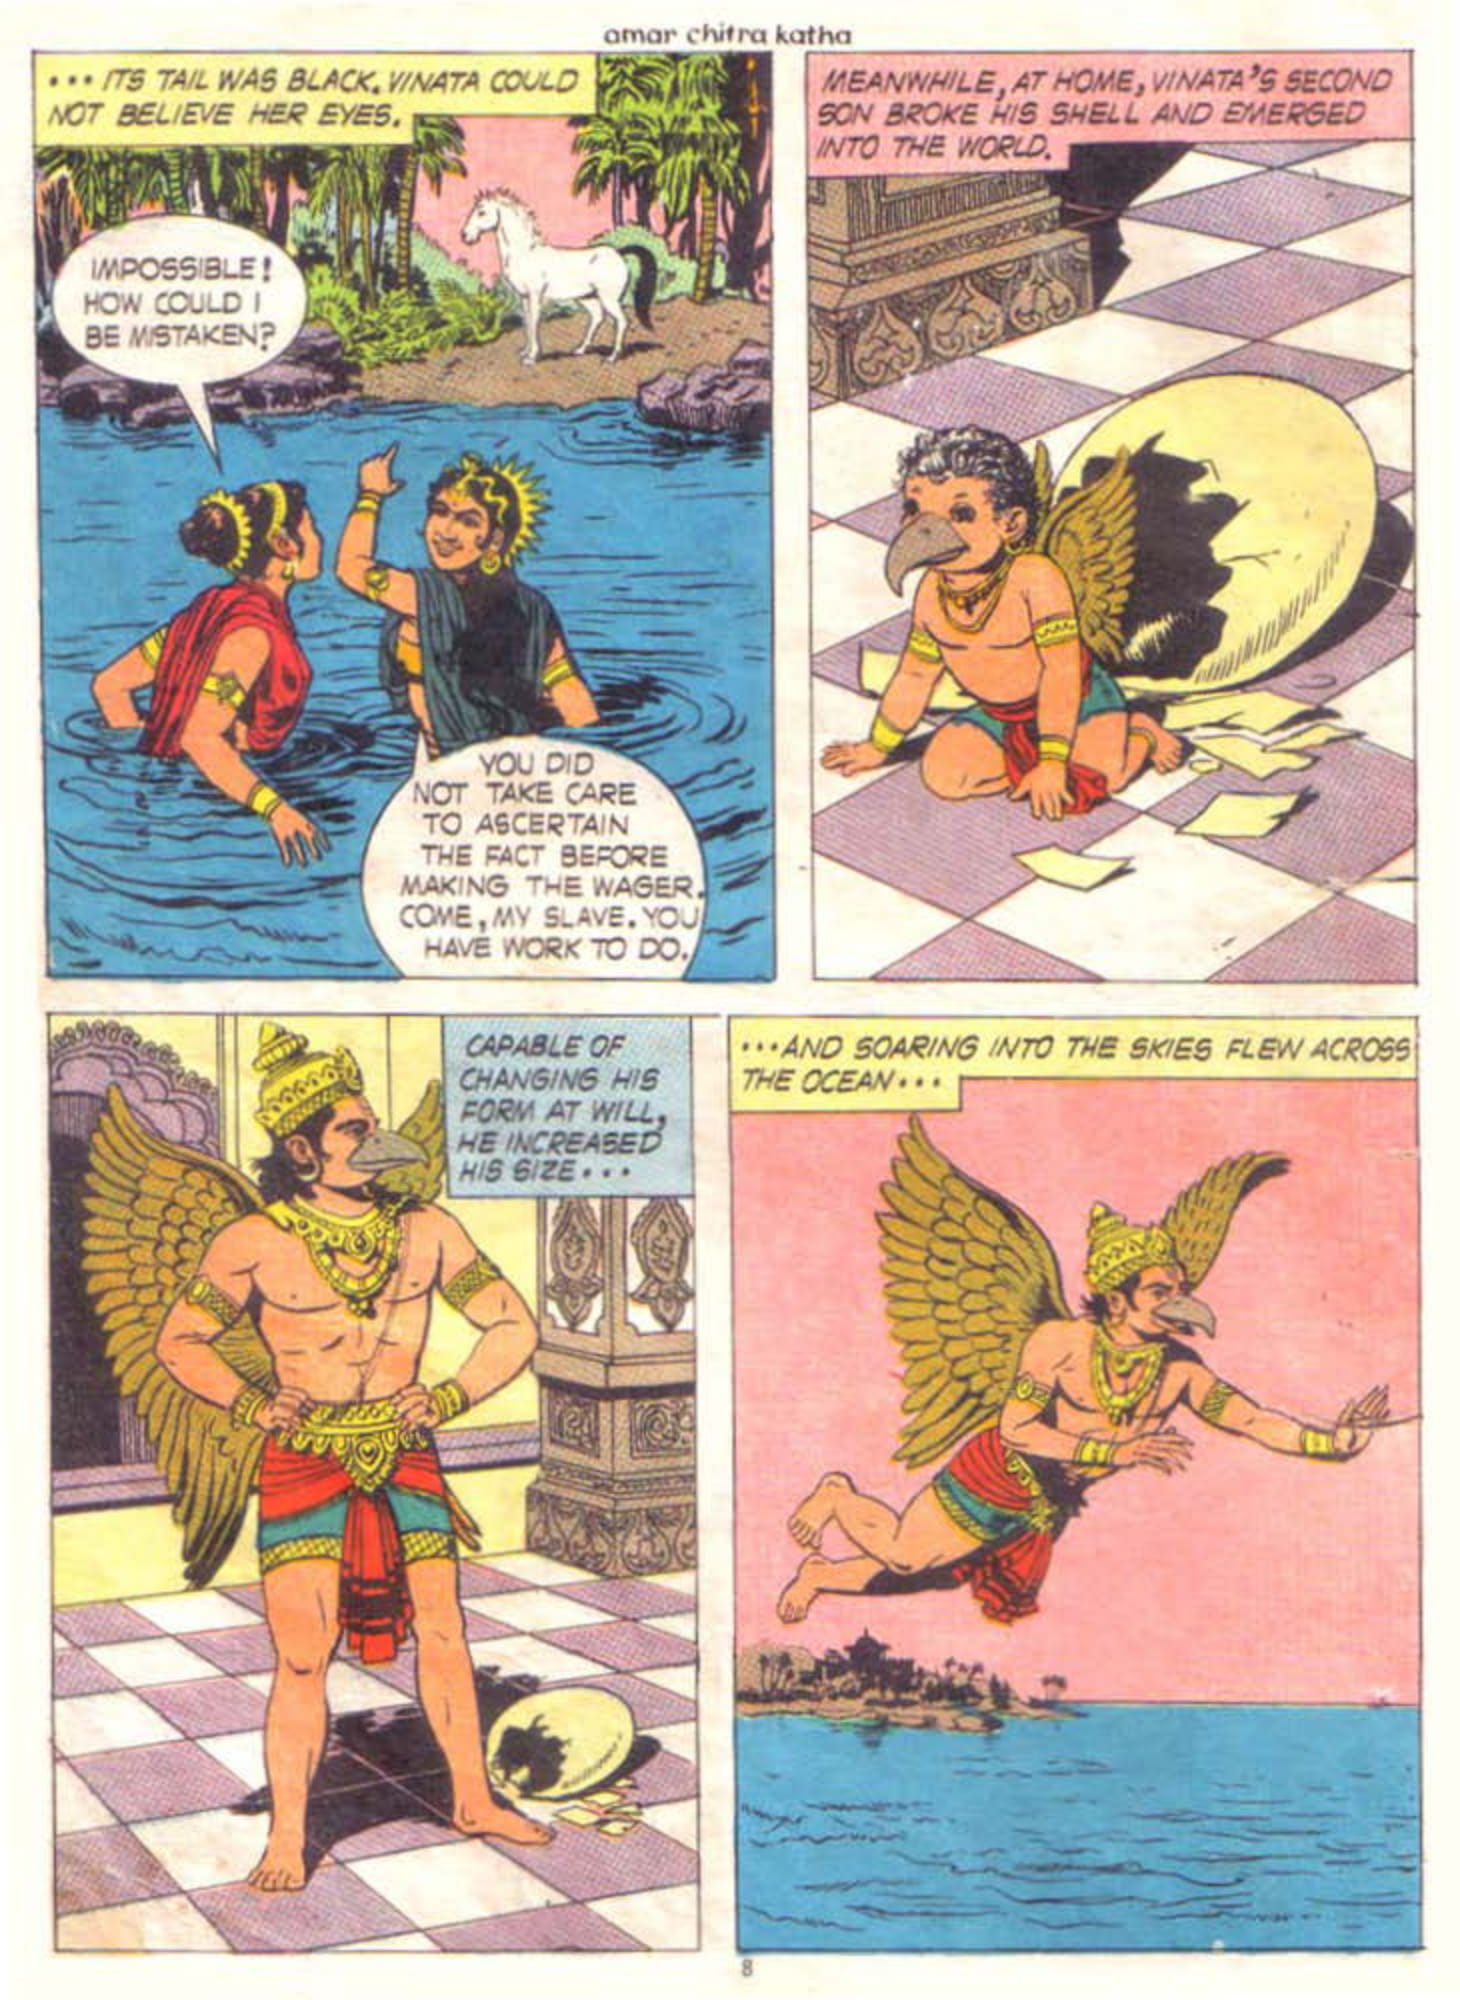 amar chitra katha
... ITS TAIL WAS BLACK. VINATA COULD
NOT BELIEVE HER EYES.
IMPOSSIBLE!
HOW COULD I
BE MISTAKEN?
YOU DID
NOT TAKE CARE
TO ASCERTAIN
THE FACT BEFORE
MAKING THE WAGER.
COME, MY SLAVE. YOU
HAVE WORK TO DO.
MEANWHILE, AT HOME, VINATA'S SECOND
SON BROKE HIS SHELL AND EMERGED
INTO THE WORLD.
CAPABLE OF
CHANGING HIS
FORM AT WILL,
HE INCREASED
HIS SIZE...
...AND SOARING INTO THE SKIES FLEW ACROSS
THE OCEAN...
8